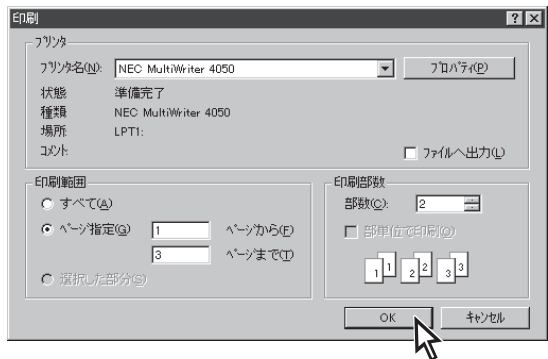 印刷
プリンタ
プリンタ名(N): NEC MultiWriter 4050 プロパティ(P)
状態: 準備完了
種類: NEC MultiWriter 4050
場所: LPT1:
コメント: ファイルへ出力(L)
印刷範囲
すべて(A)
ページ指定(G) 1 ページから(F)
3 ページまで(T)
選択した部分(S)
印刷部数
部数(C): 2
部単位で印刷(O)
1 1 2 2 3 3
OK キャンセル